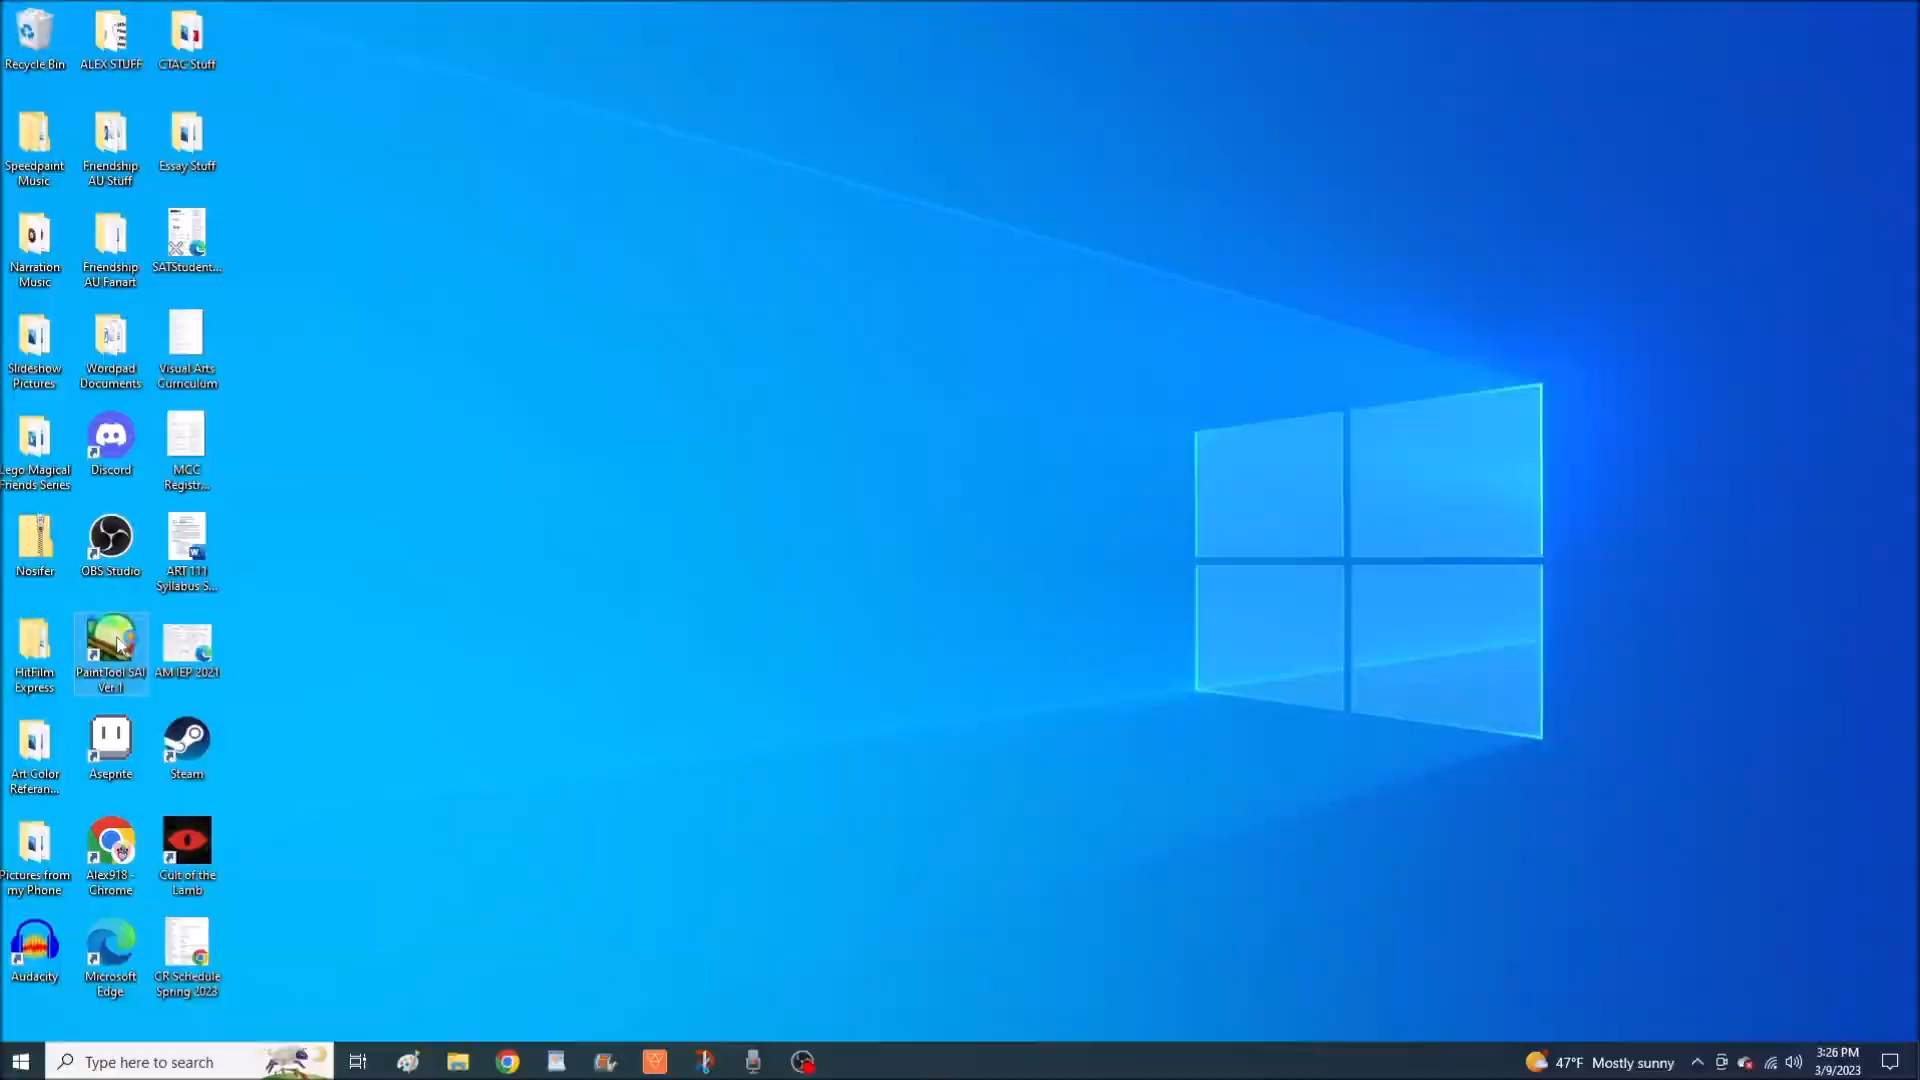 Recycle Bin
ALEX STUFF
CTAC Stuff
Speedpaint
Music
Friendship
AU Stuff
Essay Stuff
Narration
Music
Friendship
AU Fanart
SATStudent...
Slideshow
Pictures
Wordpad
Documents
Visual Arts
Curriculum
Lego Magical
Friends Series
Discord
MCC
Registr...
Nosifer
OBS Studio
ART 111
Syllabus S...
HitFilm
Express
PaintTool SAI
Ver.1
AM IEP 2021
Art Color
Referan...
Aseprite
Steam
Pictures from
my Phone
Alex918 -
Chrome
Cult of the
Lamb
Audacity
Microsoft
Edge
CR Schedule
Spring 2023
Type here to search
47°F Mostly sunny
3:26 PM
3/9/2023